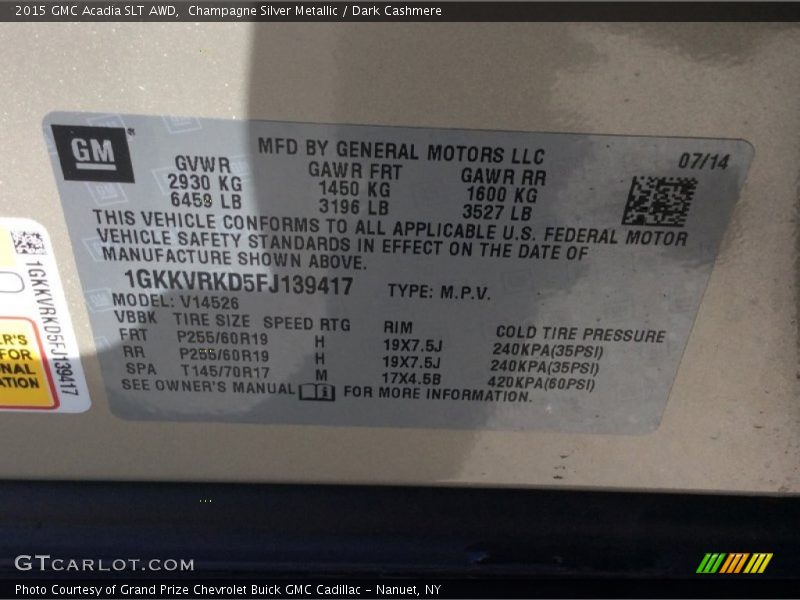 2015 GMC Acadia SLT AWD,  Champagne Silver Metallic / Dark Cashmere
GM
MFD BY GENERAL MOTORS LLC
07/14
GVWR GAWR FRT GAWR RR
2930 KG 1450 KG 1600 KG
6459 LB 3196 LB 3527 LB
THIS VEHICLE CONFORMS TO ALL APPLICABLE U.S. FEDERAL MOTOR
VEHICLE SAFETY STANDARDS IN EFFECT ON THE DATE OF
MANUFACTURE SHOWN ABOVE.
1GKKVRKD5FJ139417 TYPE: M.P.V.
MODEL: V14526
VBBK TIRE SIZE SPEED RTG RIM COLD TIRE PRESSURE
FRT P255/60R19 H 19X7.5J 240KPA(35PSI)
RR P255/60R19 H 19X7.5J 240KPA(35PSI)
SPA T145/70R17 M 17X4.5B 420KPA(60PSI)
SEE OWNER'S MANUAL FOR MORE INFORMATION.
1GKKVRKD5FJ139417
FOR
GTCARLOT.COM
Photo Courtesy of Grand Prize Chevrolet Buick GMC Cadillac - Nanuet, NY